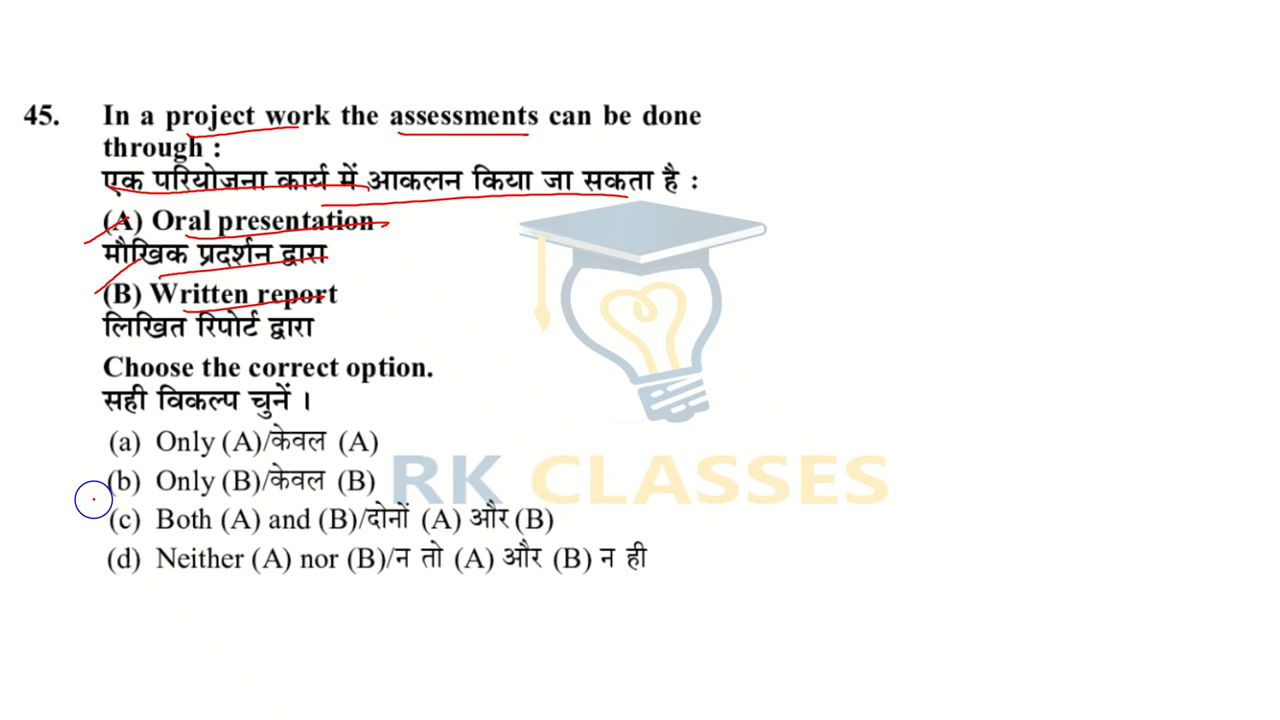 45. In a project work the assessments can be done
through :
एक परियोजना कार्य में आकलन किया जा सकता है :
(A) Oral presentation
मौखिक प्रदर्शन द्वारा
(B) Written report
लिखित रिपोर्ट द्वारा
Choose the correct option.
सही विकल्प चुनें ।
(a) Only (A)/केवल (A)
(b) Only (B)/केवल (B)
(c) Both (A) and (B)/दोनों (A) और (B)
(d) Neither (A) nor (B)/न तो (A) और (B) न ही
RK CLASSES